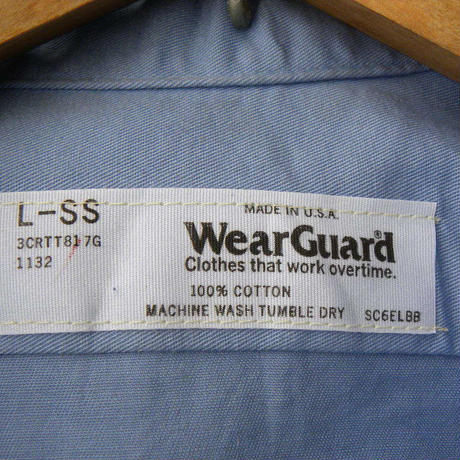 L-SS
3CRTT817G
1132
MADE IN U.S.A.
WearGuard®
Clothes that work overtime.
100% COTTON
MACHINE WASH TUMBLE DRY SC6ELBB